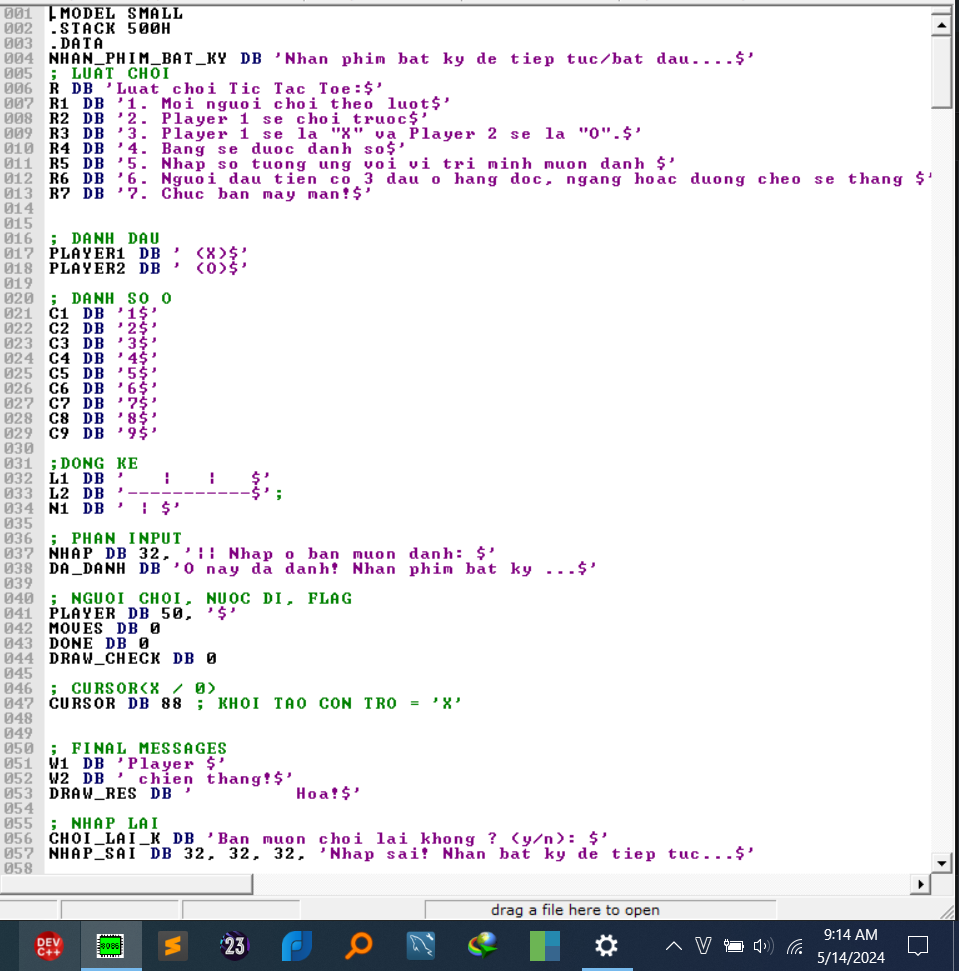 001 .MODEL SMALL
002 .STACK 500H
003 .DATA
004 NHAN_PHIM_BAT_KY DB 'Nhan phim bat ky de tiep tuc/bat dau....$'
005 ; LUAT CHOI
006 R DB 'Luat choi Tic Tac Toe:$'
007 R1 DB '1. Moi nguoi choi theo luot$'
008 R2 DB '2. Player 1 se choi truoc$'
009 R3 DB '3. Player 1 se la "X" va Player 2 se la "O".$'
010 R4 DB '4. Bang se duoc danh so$'
011 R5 DB '5. Nhap so tuong ung voi vi tri minh muon danh $'
012 R6 DB '6. Nguoi dau tien co 3 dau o hang doc, ngang hoac duong cheo se thang $'
013 R7 DB '7. Chuc ban may man!$'
014
015
016 ; DANH DAU
017 PLAYER1 DB ' (X)$'
018 PLAYER2 DB ' (O)$'
019
020 ; DANH SO O
021 C1 DB '1$'
022 C2 DB '2$'
023 C3 DB '3$'
024 C4 DB '4$'
025 C5 DB '5$'
026 C6 DB '6$'
027 C7 DB '7$'
028 C8 DB '8$'
029 C9 DB '9$'
030
031 ;DONG KE
032 L1 DB '   ¦   ¦   $'
033 L2 DB '-----------$';
034 N1 DB ' ¦ $'
035
036 ; PHAN INPUT
037 NHAP DB 32, '¦¦ Nhap o ban muon danh: $'
038 DA_DANH DB 'O nay da danh! Nhan phim bat ky ...$'
039
040 ; NGUOI CHOI, NUOC DI, FLAG
041 PLAYER DB 50, '$'
042 MOVES DB 0
043 DONE DB 0
044 DRAW_CHECK DB 0
045
046 ; CURSOR(X / 0)
047 CURSOR DB 88 ; KHOI TAO CON TRO = 'X'
048
049
050 ; FINAL MESSAGES
051 W1 DB 'Player $'
052 W2 DB ' chien thang!$'
053 DRAW_RES DB '         Hoa!$'
054
055 ; NHAP LAI
056 CHOI_LAI_K DB 'Ban muon choi lai khong ? (y/n): $'
057 NHAP_SAI DB 32, 32, 32, 'Nhap sai! Nhan bat ky de tiep tuc...$'
058
drag a file here to open
DEV C++
8086
23
V
9:14 AM
5/14/2024